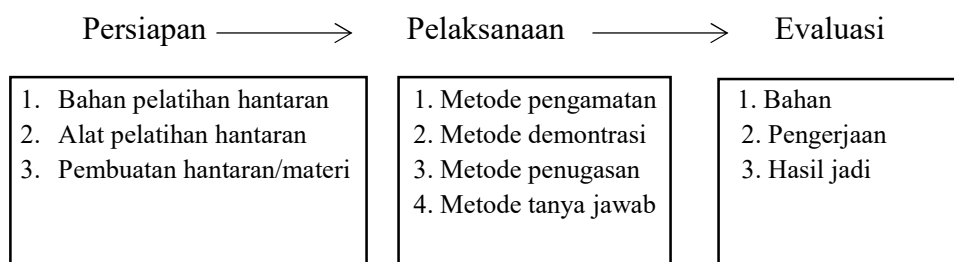 Persiapan Pelaksanaan Evaluasi
1. Bahan pelatihan hantaran
2. Alat pelatihan hantaran
3. Pembuatan hantaran/materi
1. Metode pengamatan
2. Metode demontrasi
3. Metode penugasan
4. Metode tanya jawab
1. Bahan
2. Pengerjaan
3. Hasil jadi